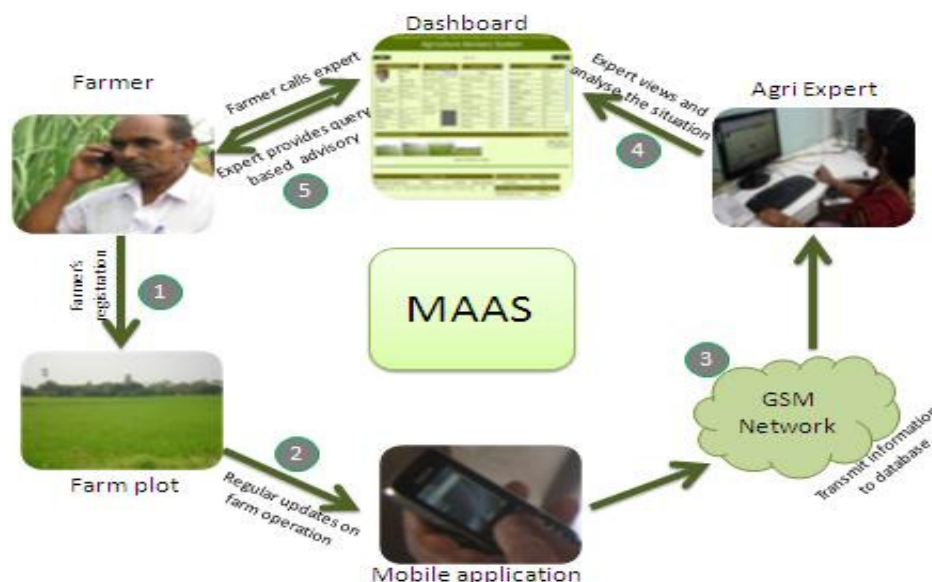 Dashboard
Agriculture Advisory System
Farmer
Farmer calls expert
Expert provides query
based advisory
5
Expert views and
analyse the situation
4
Agri Expert
Farmer's
registration
1
MAAS
3
GSM
Network
Transmit information
to database
2
Regular updates on
farm operation
Farm plot
Mobile application